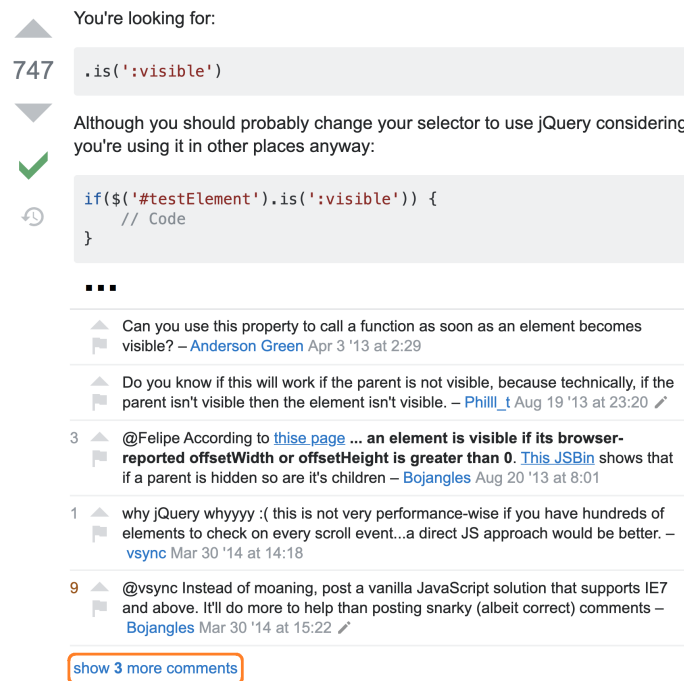 You're looking for:
747
.is(':visible')
Although you should probably change your selector to use jQuery considering
you're using it in other places anyway:
if($('#testElement').is(':visible')) {
// Code
}
...
Can you use this property to call a function as soon as an element becomes
visible? – Anderson Green Apr 3 '13 at 2:29
Do you know if this will work if the parent is not visible, because technically, if the
parent isn't visible then the element isn't visible. – Philll_t Aug 19 '13 at 23:20
3 @Felipe According to thise page ... an element is visible if its browser-
reported offsetWidth or offsetHeight is greater than 0. This JSBin shows that
if a parent is hidden so are it's children – Bojangles Aug 20 '13 at 8:01
1 why jQuery whyyyy :( this is not very performance-wise if you have hundreds of
elements to check on every scroll event...a direct JS approach would be better. –
vsync Mar 30 '14 at 14:18
9 @vsync Instead of moaning, post a vanilla JavaScript solution that supports IE7
and above. It'll do more to help than posting snarky (albeit correct) comments –
Bojangles Mar 30 '14 at 15:22
show 3 more comments